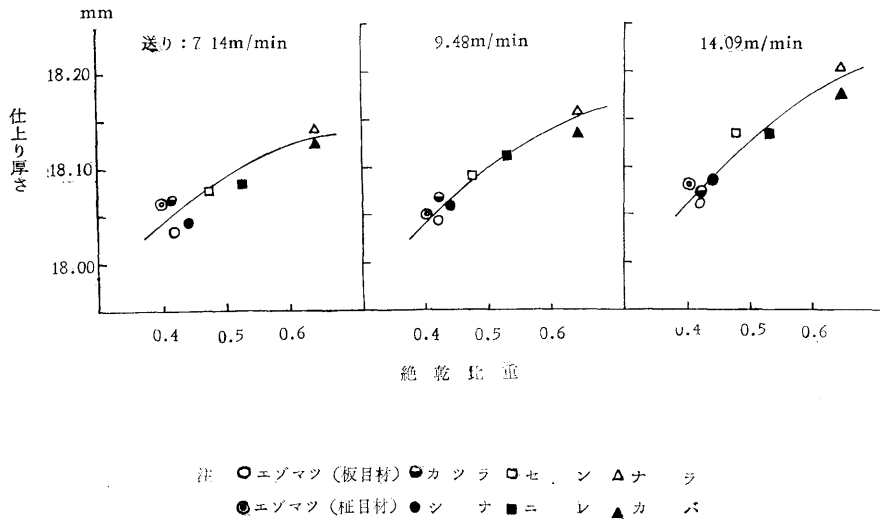 mm
送り:7 14m/min 9.48m/min 14.09m/min
18.20
仕上り厚さ
18.10
18.00
0.4 0.5 0.6 0.4 0.5 0.6 0.4 0.5 0.6
絶乾比重
注 エゾマツ(板目材) カツラ セン ナラ
エゾマツ(柾目材) シナ ニレ カバ